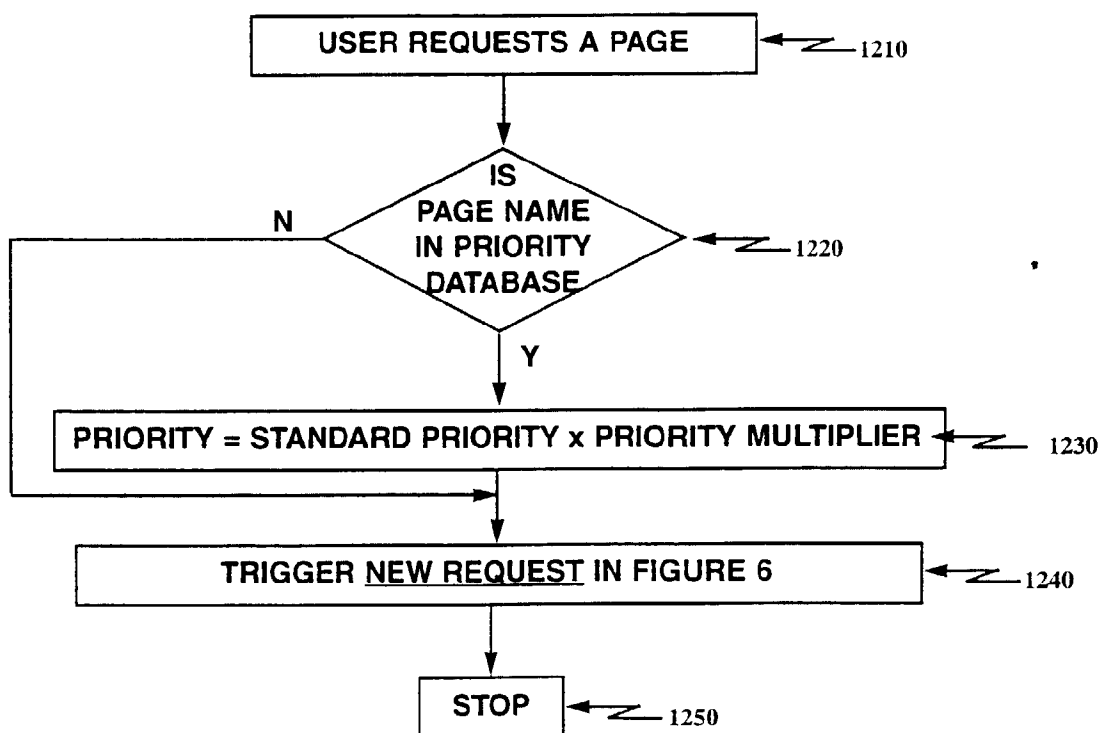 USER REQUESTS A PAGE
1210
IS
PAGE NAME
IN PRIORITY
DATABASE
N
1220
Y
PRIORITY = STANDARD PRIORITY x PRIORITY MULTIPLIER
1230
TRIGGER NEW REQUEST IN FIGURE 6
1240
STOP
1250